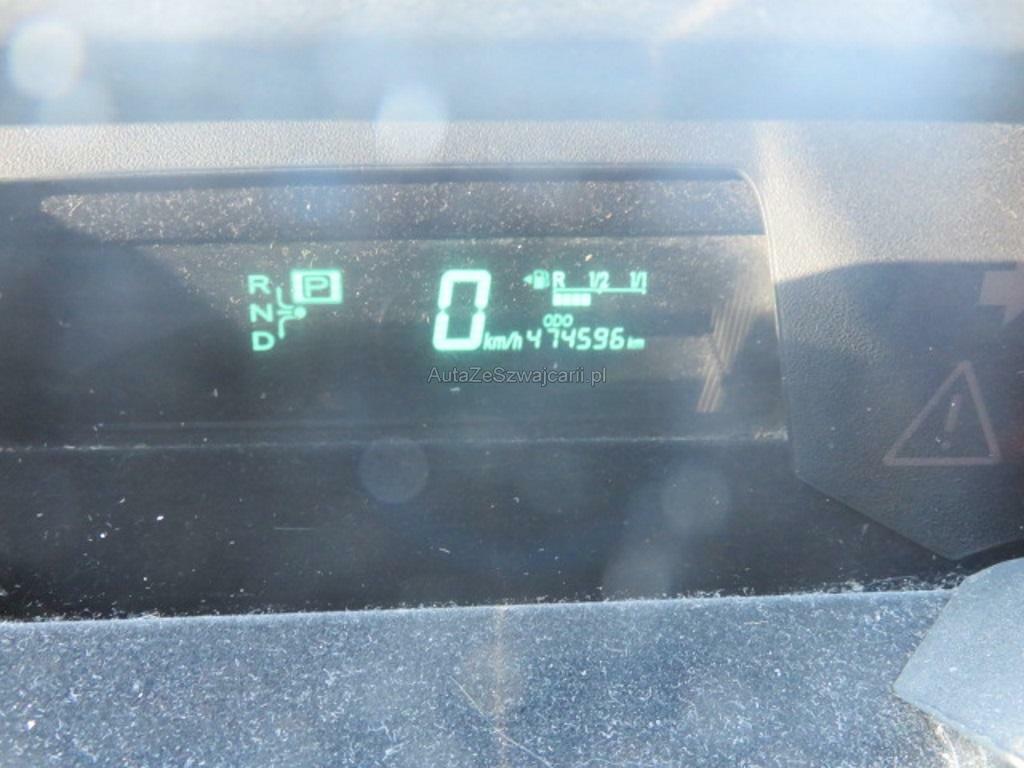 R P
N
D
0 km/h
R 1/2 1/1
ODO
474596 km
AutaZeSzwajcarii.pl